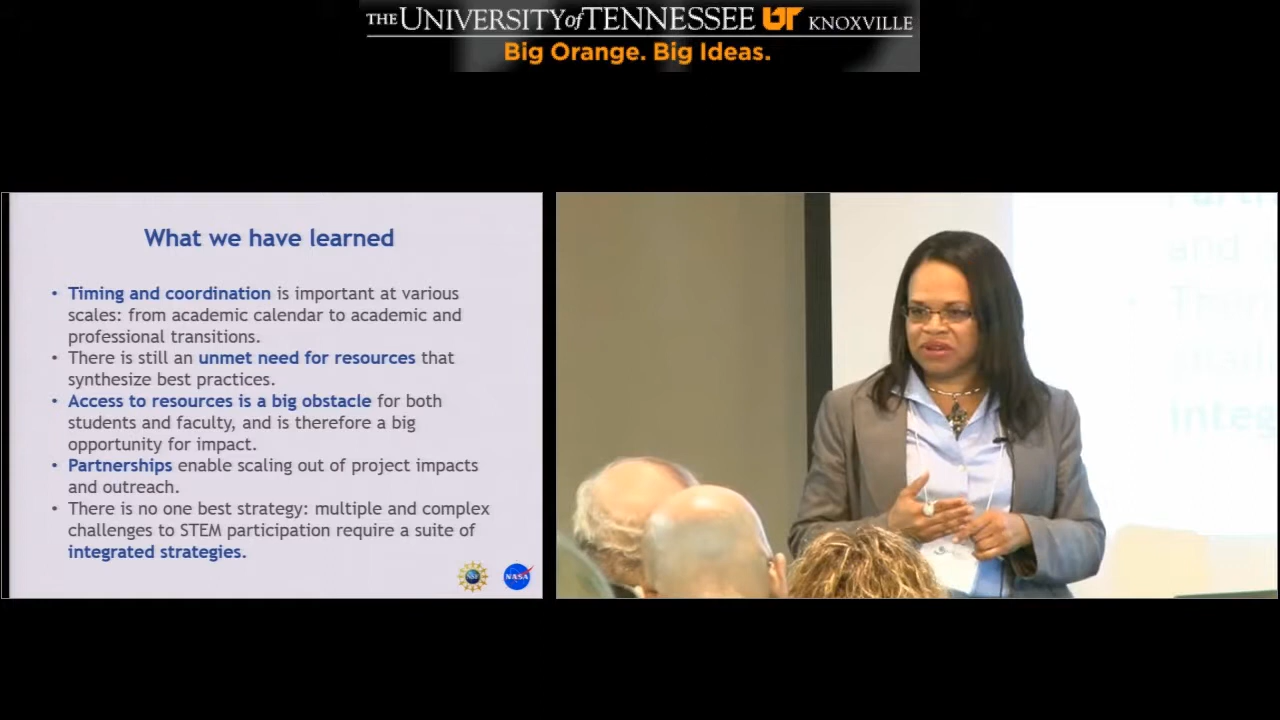 THE UNIVERSITY of TENNESSEE UT KNOXVILLE
Big Orange. Big Ideas.
What we have learned
• Timing and coordination is important at various
scales: from academic calendar to academic and
professional transitions.
• There is still an unmet need for resources that
synthesize best practices.
• Access to resources is a big obstacle for both
students and faculty, and is therefore a big
opportunity for impact.
• Partnerships enable scaling out of project impacts
and outreach.
• There is no one best strategy: multiple and complex
challenges to STEM participation require a suite of
integrated strategies.
NSF
NASA
and
integ